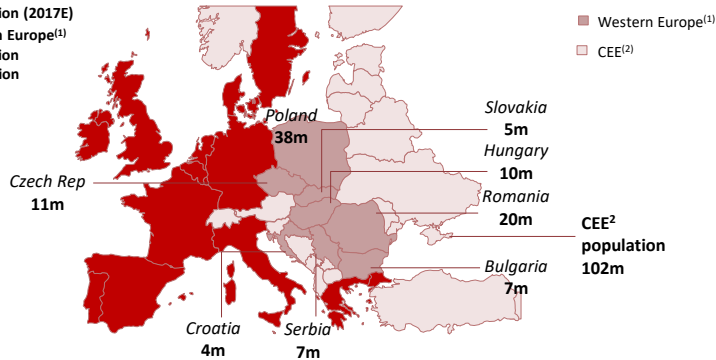 ion (2017E)
Europe(1)
ion
ion
Western Europe(1)
CEE(2)
Poland
38m
Slovakia
5m
Hungary
10m
Czech Rep
11m
Romania
20m
CEE2
population
102m
Bulgaria
7m
Croatia
4m
Serbia
7m